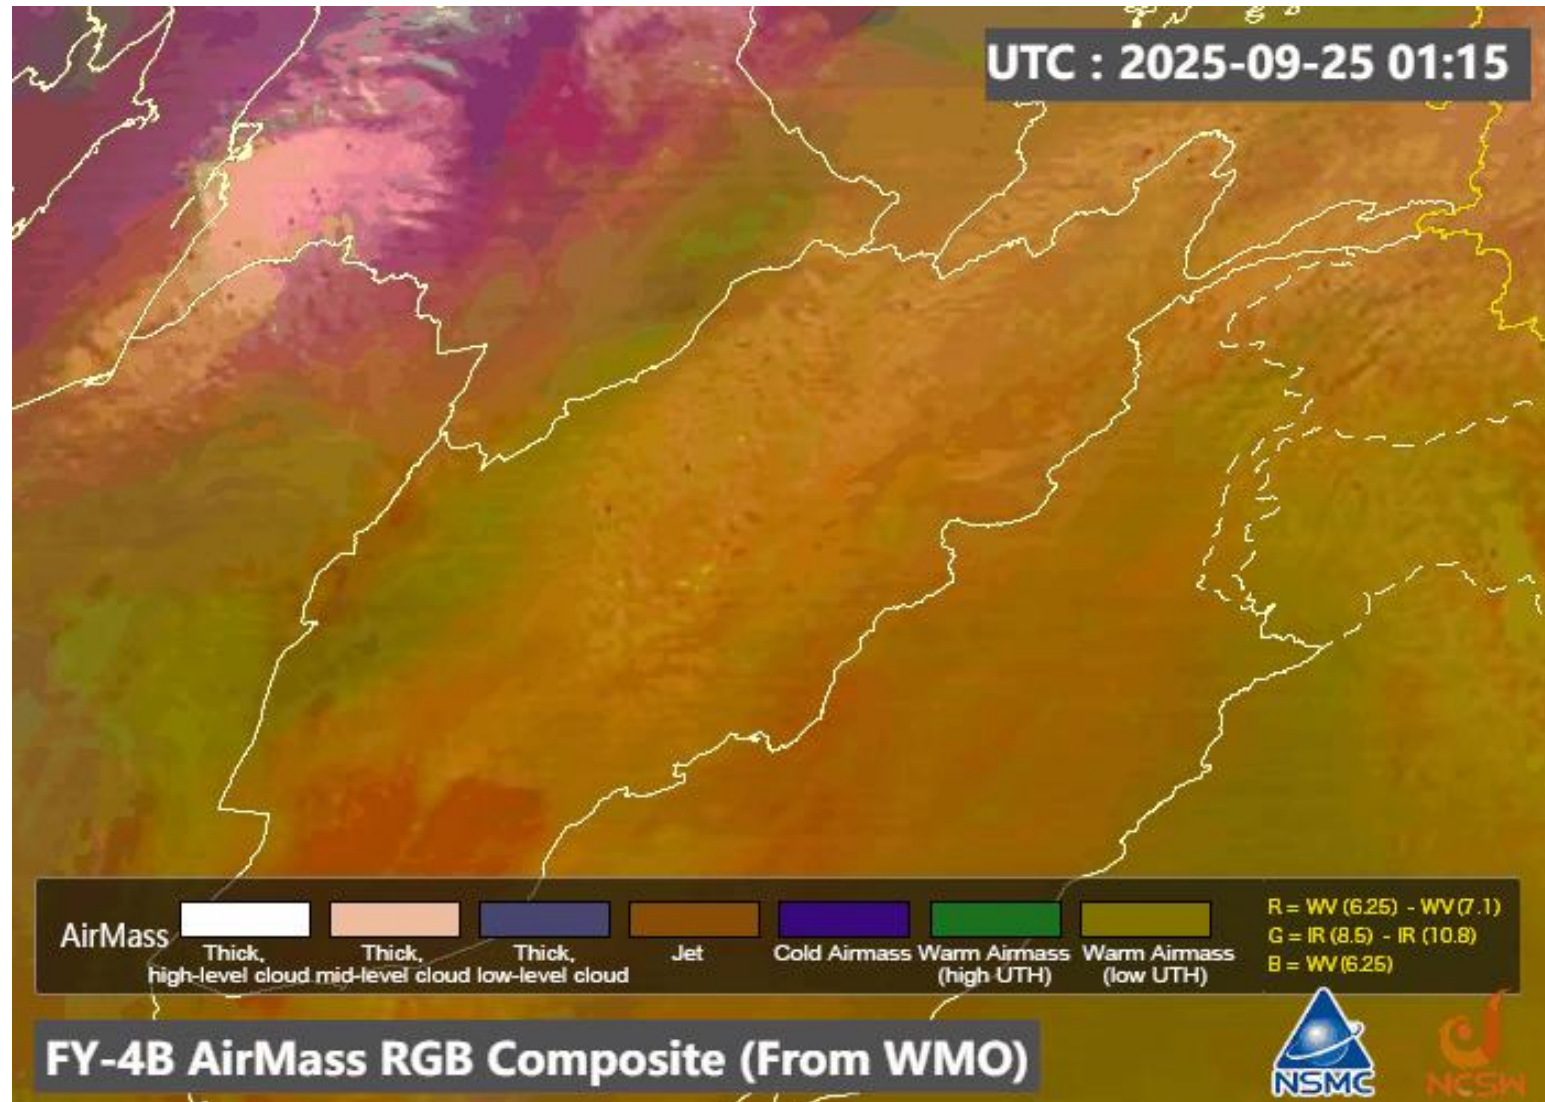 UTC : 2025-09-25 01:15
AirMass
Thick,
high-level cloud
Thick,
mid-level cloud
Thick,
low-level cloud
Jet
Cold Airmass
Warm Airmass
(high UTH)
Warm Airmass
(low UTH)
R = WV (6.25) - WV (7.1)
G = IR (8.5) - IR (10.8)
B = WV (6.25)
FY-4B AirMass RGB Composite (From WMO)
NSMC
NCSW